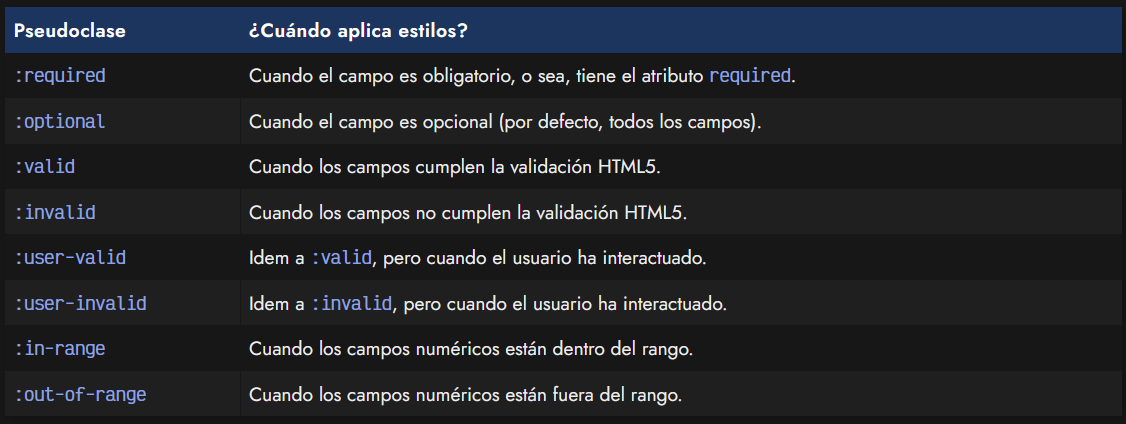 Pseudoclase ¿Cuándo aplica estilos?
:required Cuando el campo es obligatorio, o sea, tiene el atributo required.
:optional Cuando el campo es opcional (por defecto, todos los campos).
:valid Cuando los campos cumplen la validación HTML5.
:invalid Cuando los campos no cumplen la validación HTML5.
:user-valid Idem a :valid, pero cuando el usuario ha interactuado.
:user-invalid Idem a :invalid, pero cuando el usuario ha interactuado.
:in-range Cuando los campos numéricos están dentro del rango.
:out-of-range Cuando los campos numéricos están fuera del rango.